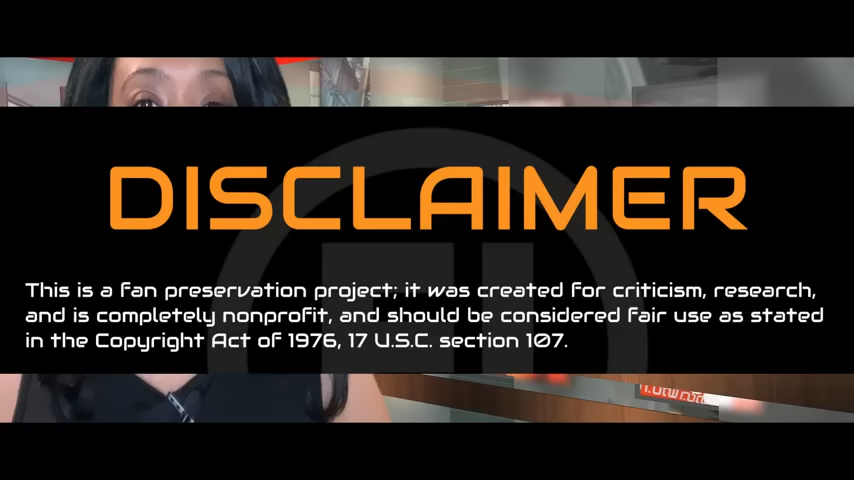 DISCLAIMER
This is a fan preservation project; it was created for criticism, research,
and is completely nonprofit, and should be considered fair use as stated
in the Copyright Act of 1976, 17 U.S.C. section 107.